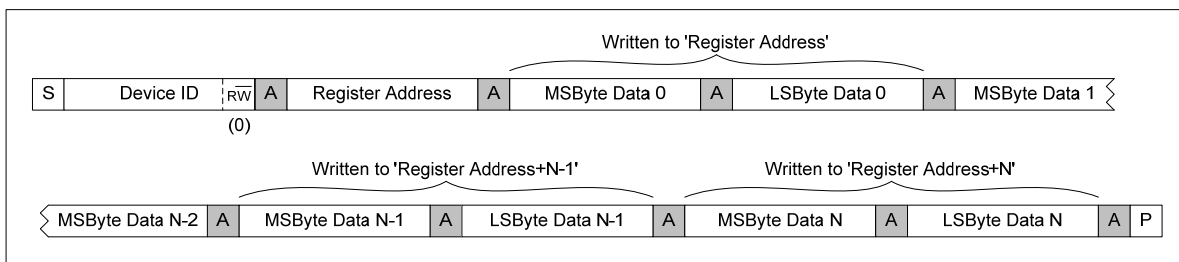 Written to 'Register Address'
S Device ID RW A Register Address A MSByte Data 0 A LSByte Data 0 A MSByte Data 1
(0)
Written to 'Register Address+N-1' Written to 'Register Address+N'
MSByte Data N-2 A MSByte Data N-1 A LSByte Data N-1 A MSByte Data N A LSByte Data N A P